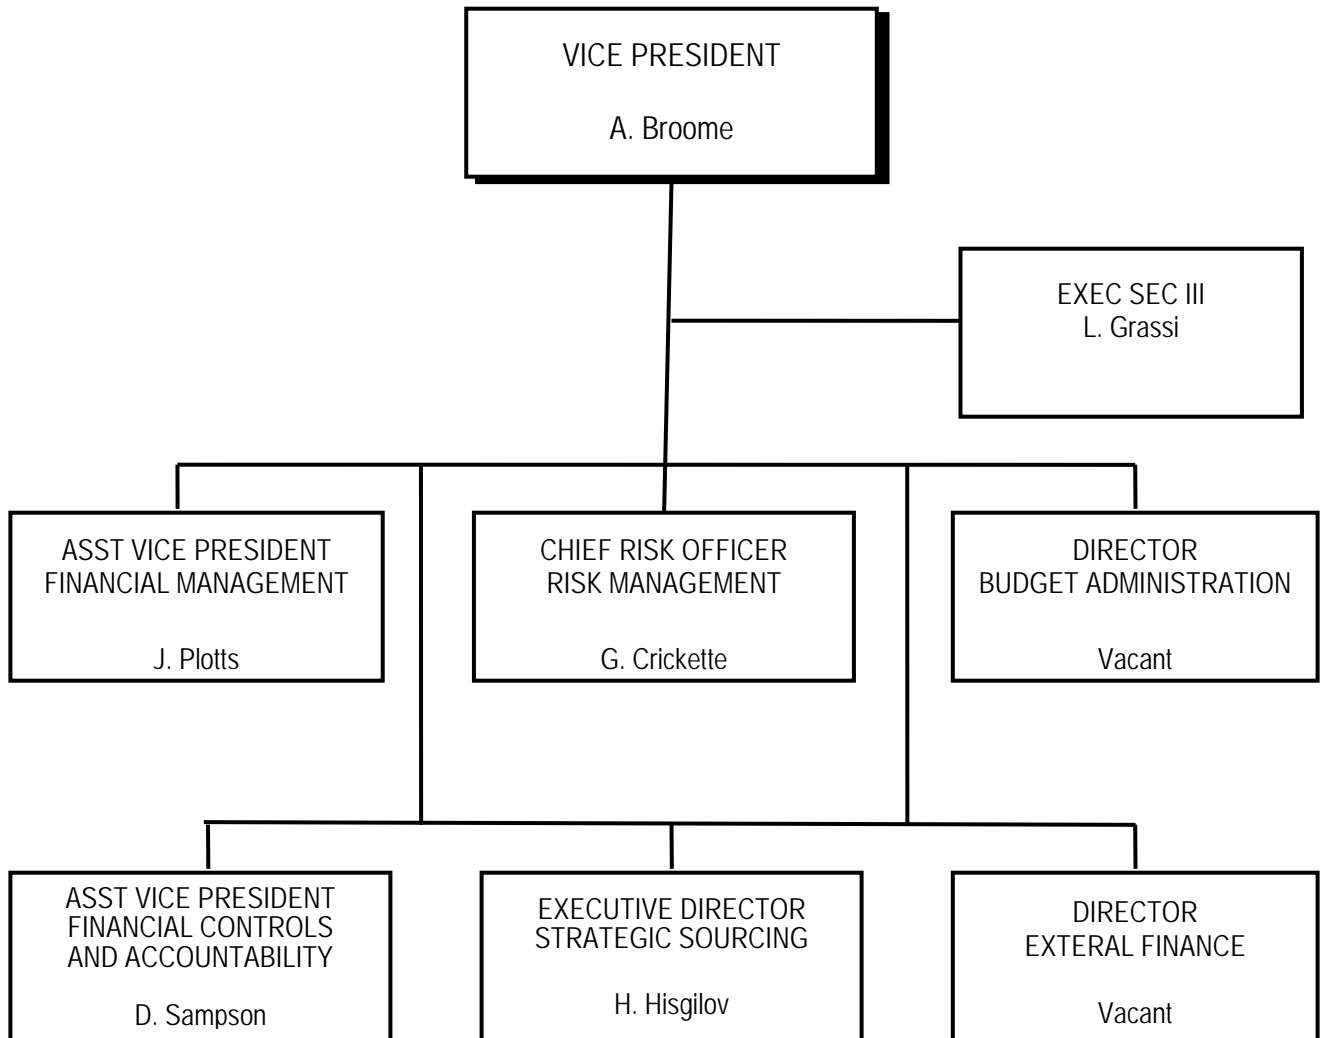 VICE PRESIDENT
A. Broome
EXEC SEC III
L. Grassi
ASST VICE PRESIDENT
FINANCIAL MANAGEMENT
J. Plotts
CHIEF RISK OFFICER
RISK MANAGEMENT
G. Crickette
DIRECTOR
BUDGET ADMINISTRATION
Vacant
ASST VICE PRESIDENT
FINANCIAL CONTROLS
AND ACCOUNTABILITY
D. Sampson
EXECUTIVE DIRECTOR
STRATEGIC SOURCING
H. Hisgilov
DIRECTOR
EXTERAL FINANCE
Vacant